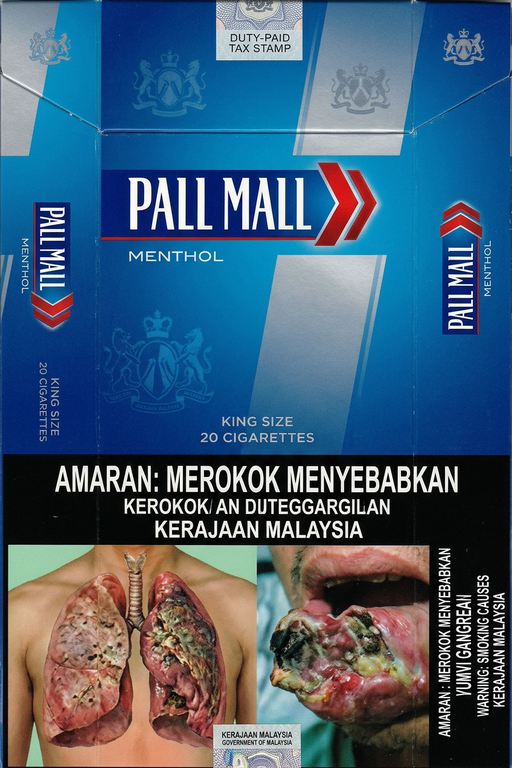 DUTY-PAID
TAX STAMP
PALL MALL
MENTHOL
PALL MALL
MENTHOL
PALL MALL
MENTHOL
KING SIZE
20 CIGARETTES
KING SIZE
20 CIGARETTES
AMARAN: MEROKOK MENYEBABKAN
KEROKOK/AN DUTEGGARGILAN
KERAJAAN MALAYSIA
AMARAN : MEROKOK MENYEBABKAN
YUMVI GANGREAII
WARNING: SMOKING CAUSES
KERAJAAN MALAYSIA
KERAJAAN MALAYSIA
GOVERNMENT OF MALAYSIA